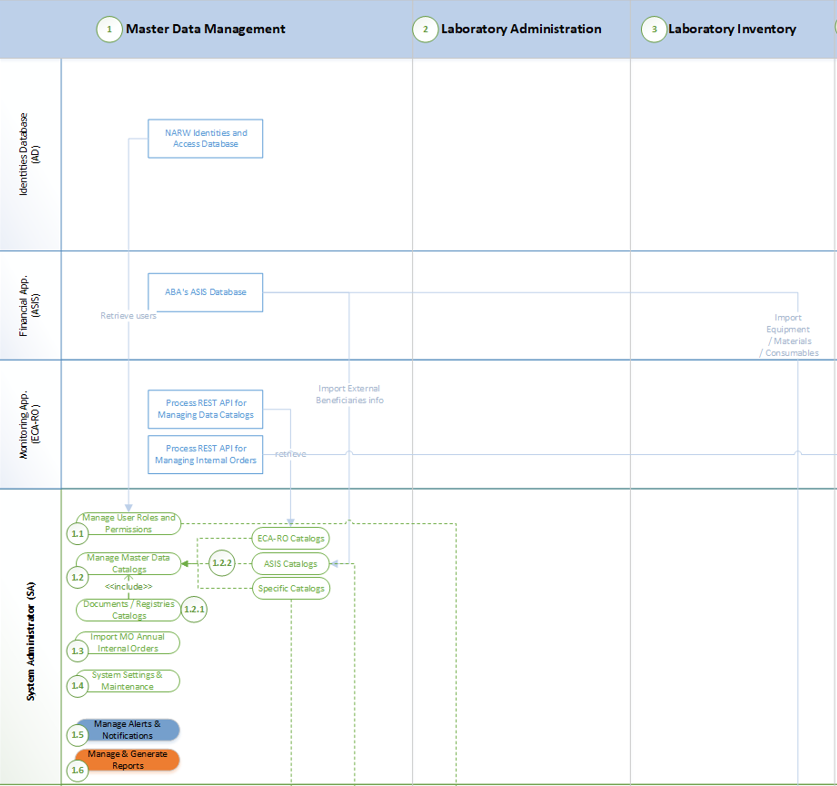 1 Master Data Management
2 Laboratory Administration
3 Laboratory Inventory
Identities Database
(AD)
NARW Identities and
Access Database
Financial App.
(ASIS)
ABA's ASIS Database
Retrieve users
Import
Equipment
/ Materials
/ Consumables
Monitoring App.
(ECA-RO)
Import External
Beneficiaries info
Process REST API for
Managing Data Catalogs
Process REST API for
Managing Internal Orders
retrieve
System Administrator (SA)
Manage User Roles and
Permissions
1.1
ECA-RO Catalogs
Manage Master Data
Catalogs
1.2
1.2.2
ASIS Catalogs
<<include>>
Specific Catalogs
Documents / Registries
Catalogs
1.2.1
Import MO Annual
Internal Orders
1.3
System Settings &
Maintenance
1.4
Manage Alerts &
Notifications
1.5
Manage & Generate
Reports
1.6